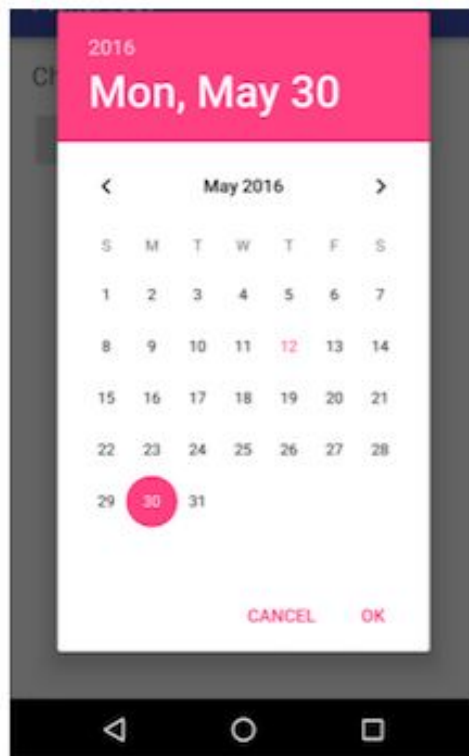 2016
Mon, May 30
May 2016
S M T W T F S
1 2 3 4 5 6 7
8 9 10 11 12 13 14
15 16 17 18 19 20 21
22 23 24 25 26 27 28
29 30 31
CANCEL OK